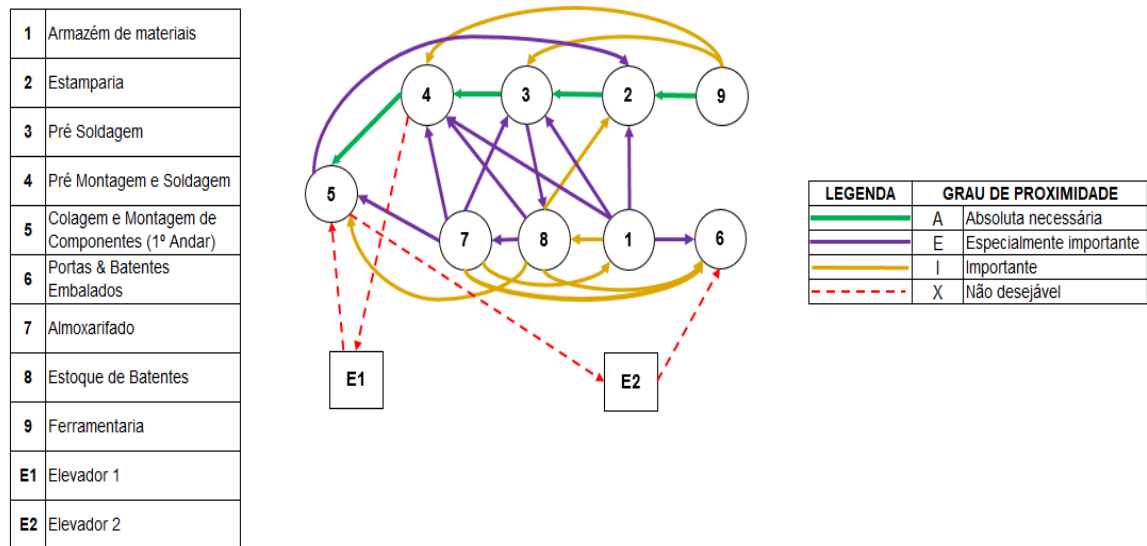 1 Armazém de materiais
2 Estamparia
3 Pré Soldagem
4 Pré Montagem e Soldagem
5 Colagem e Montagem de
Componentes (1º Andar)
6 Portas & Batentes
Embalados
7 Almoxarifado
8 Estoque de Batentes
9 Ferramentaria
E1 Elevador 1
E2 Elevador 2
4 3 2 9
5
7 8 1 6
E1 E2
LEGENDA GRAU DE PROXIMIDADE
A Absoluta necessária
E Especialmente importante
I Importante
X Não desejável